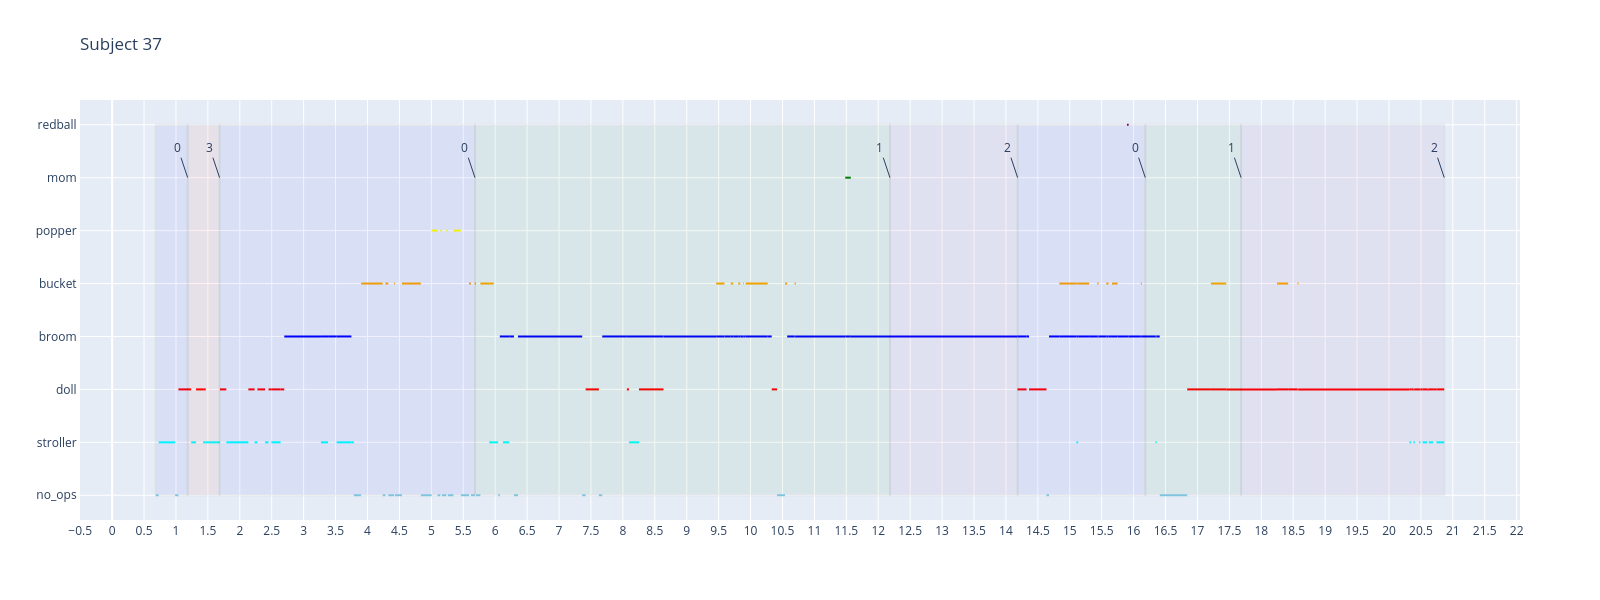 Subject 37
redball
0 3 0 1 2 0 1 2
mom
popper
bucket
broom
doll
stroller
no_ops
−0.5 0 0.5 1 1.5 2 2.5 3 3.5 4 4.5 5 5.5 6 6.5 7 7.5 8 8.5 9 9.5 10 10.5 11 11.5 12 12.5 13 13.5 14 14.5 15 15.5 16 16.5 17 17.5 18 18.5 19 19.5 20 20.5 21 21.5 22